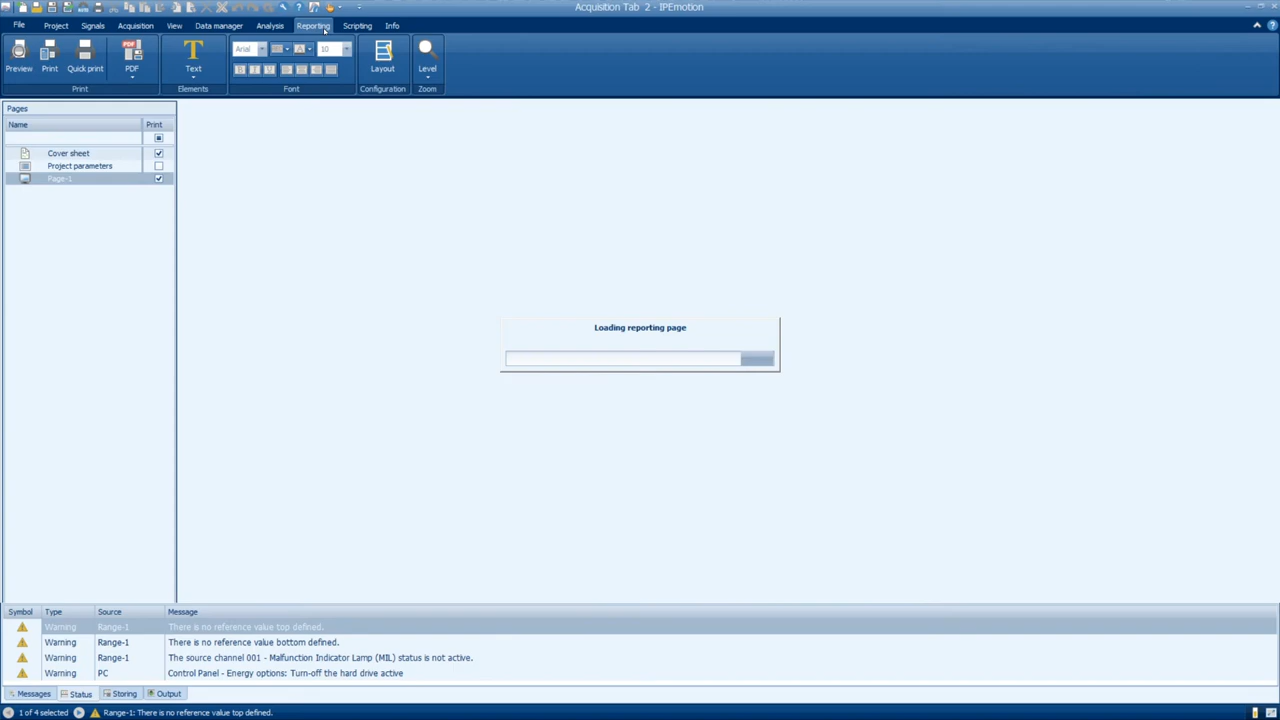 Acquisition Tab 2 - IPEmotion
File Project Signals Acquisition View Data manager Analysis Reporting Scripting Info
Arial 10
Preview Print Quick print PDF Text Layout Level
Print Elements Font Configuration Zoom
Pages
Name Print
Cover sheet
Project parameters
Page-1
Loading reporting page
Symbol Type Source Message
Warning Range-1 There is no reference value top defined.
Warning Range-1 There is no reference value bottom defined.
Warning Range-1 The source channel 001 - Malfunction Indicator Lamp (MIL) status is not active.
Warning PC Control Panel - Energy options: Turn-off the hard drive active
Messages Status Storing Output
1 of 4 selected Range-1: There is no reference value top defined.